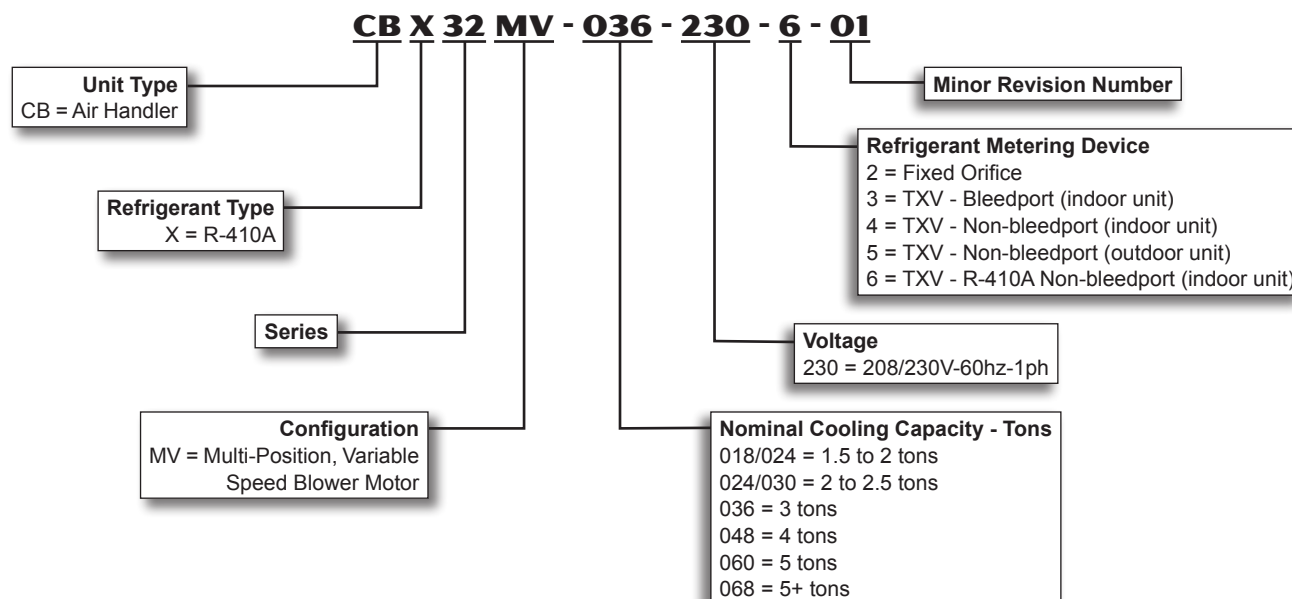 CB X 32 MV - 036 - 230 - 6 - 01
Unit Type
CB = Air Handler
Refrigerant Type
X = R-410A
Series
Configuration
MV = Multi-Position, Variable
Speed Blower Motor
Minor Revision Number
Refrigerant Metering Device
2 = Fixed Orifice
3 = TXV - Bleedport (indoor unit)
4 = TXV - Non-bleedport (indoor unit)
5 = TXV - Non-bleedport (outdoor unit)
6 = TXV - R-410A Non-bleedport (indoor unit)
Voltage
230 = 208/230V-60hz-1ph
Nominal Cooling Capacity - Tons
018/024 = 1.5 to 2 tons
024/030 = 2 to 2.5 tons
036 = 3 tons
048 = 4 tons
060 = 5 tons
068 = 5+ tons